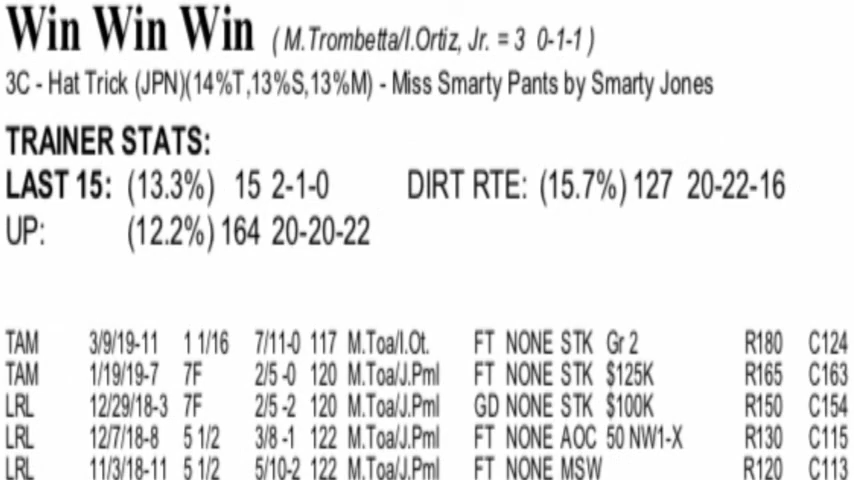 Win Win Win ( M.Trombetta/I.Ortiz, Jr. = 3 0-1-1 )
3C - Hat Trick (JPN)(14%T,13%S,13%M) - Miss Smarty Pants by Smarty Jones
TRAINER STATS:
LAST 15: (13.3%) 15 2-1-0 DIRT RTE: (15.7%) 127 20-22-16
UP: (12.2%) 164 20-20-22
TAM 3/9/19-11 1 1/16 7/11-0 117 M.Toa/I.Ot. FT NONE STK Gr 2 R180 C124
TAM 1/19/19-7 7F 2/5 -0 120 M.Toa/J.Pml FT NONE STK $125K R165 C163
LRL 12/29/18-3 7F 2/5 -2 120 M.Toa/J.Pml GD NONE STK $100K R150 C154
LRL 12/7/18-8 5 1/2 3/8 -1 122 M.Toa/J.Pml FT NONE AOC 50 NW1-X R130 C115
LRL 11/3/18-11 5 1/2 5/10-2 122 M.Toa/J.Pml FT NONE MSW R120 C113